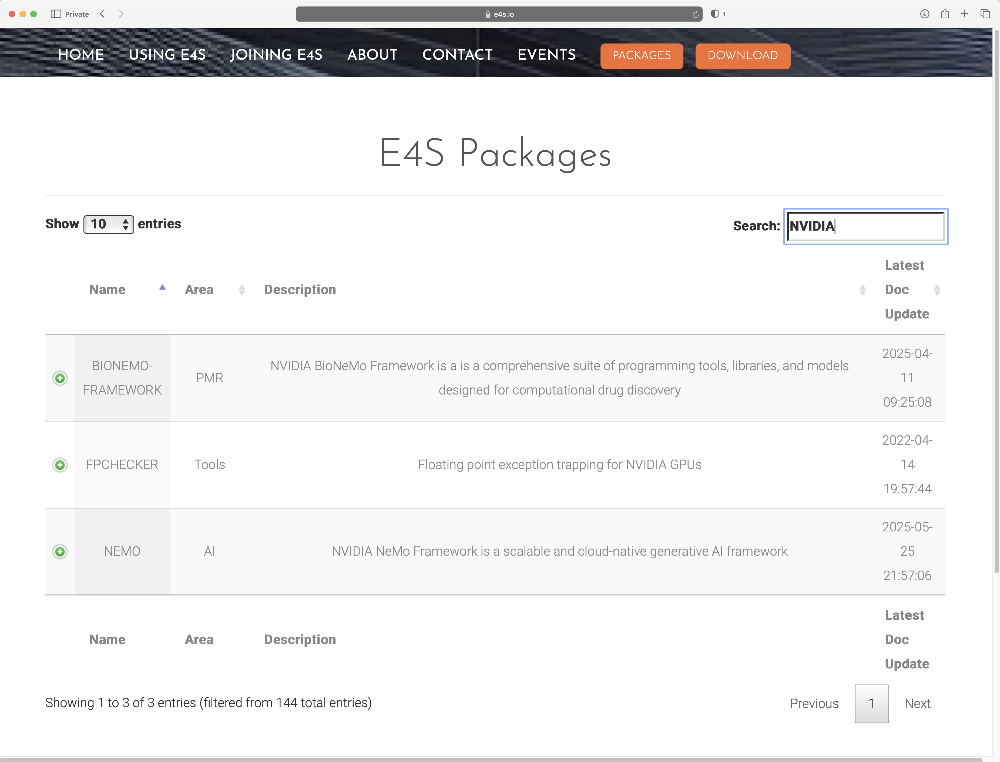 Private
e4s.io
1
HOME USING E4S JOINING E4S ABOUT CONTACT EVENTS PACKAGES DOWNLOAD
E4S Packages
Show 10 entries
Search: NVIDIA
Name Area Description Latest Doc Update
BIONEMO-
FRAMEWORK
PMR
NVIDIA BioNeMo Framework is a is a comprehensive suite of programming tools, libraries, and models
designed for computational drug discovery
2025-04-
11
09:25:08
FPCHECKER
Tools
Floating point exception trapping for NVIDIA GPUs
2022-04-
14
19:57:44
NEMO
AI
NVIDIA NeMo Framework is a scalable and cloud-native generative AI framework
2025-05-
25
21:57:06
Name Area Description Latest Doc Update
Showing 1 to 3 of 3 entries (filtered from 144 total entries)
Previous 1 Next